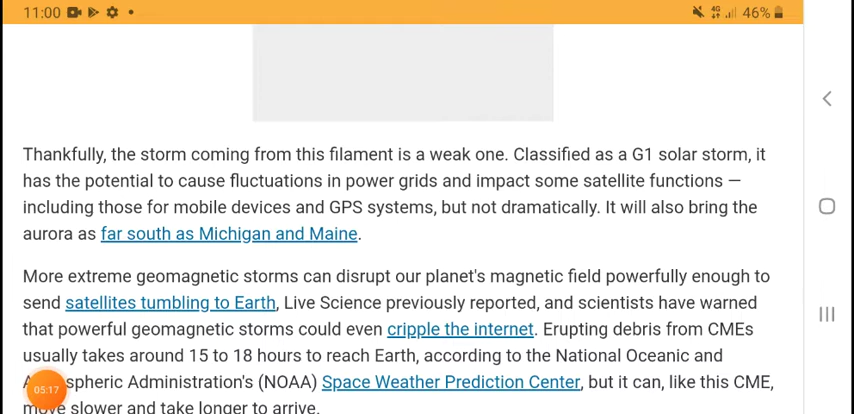 11:00
4G
46%
Thankfully, the storm coming from this filament is a weak one. Classified as a G1 solar storm, it
has the potential to cause fluctuations in power grids and impact some satellite functions —
including those for mobile devices and GPS systems, but not dramatically. It will also bring the
aurora as far south as Michigan and Maine.
More extreme geomagnetic storms can disrupt our planet's magnetic field powerfully enough to
send satellites tumbling to Earth, Live Science previously reported, and scientists have warned
that powerful geomagnetic storms could even cripple the internet. Erupting debris from CMEs
usually takes around 15 to 18 hours to reach Earth, according to the National Oceanic and
spheric Administration's (NOAA) Space Weather Prediction Center, but it can, like this CME,
05:17
move slower and take longer to arrive.